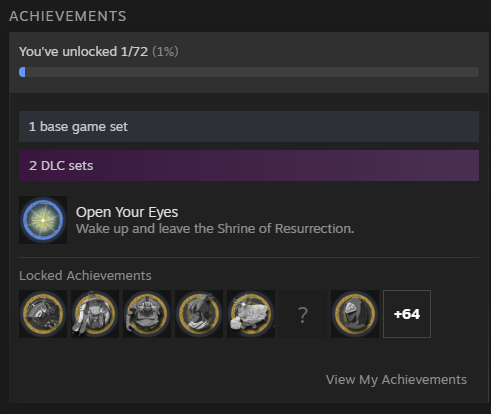 ACHIEVEMENTS
You've unlocked 1/72 (1%)
1 base game set
2 DLC sets
Open Your Eyes
Wake up and leave the Shrine of Resurrection.
Locked Achievements
? +64
View My Achievements